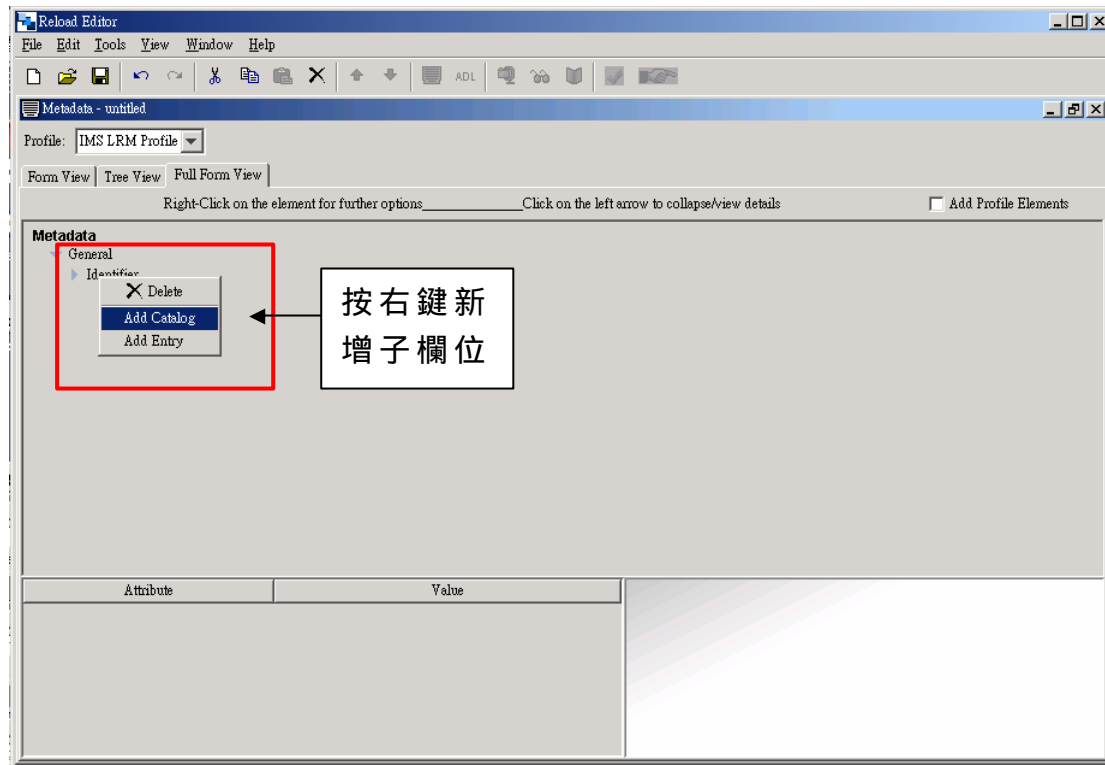 Reload Editor
File Edit Tools View Window Help
ADL
Metadata - untitled
Profile: IMS LRM Profile
Form View Tree View Full Form View
Right-Click on the element for further options_____________Click on the left arrow to collapse/view details Add Profile Elements
Metadata
General
Identifier
Delete
Add Catalog
Add Entry
按右鍵新
增子欄位
Attribute Value